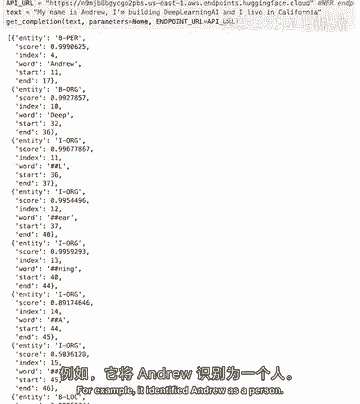 API_URL = "https://n9mjb8gycgo2pbs.us-east-1.aws.endpoints.huggingface.cloud" #NER endp
text = "My name is Andrew, I'm building DeepLearningAI and I live in California"
get_completion(text, parameters=None, ENDPOINT_URL=API_URL)
[{'entity': 'B-PER',
'score': 0.9990625,
'index': 4,
'word': 'Andrew',
'start': 11,
'end': 17},
{'entity': 'B-ORG',
'score': 0.9927857,
'index': 10,
'word': 'Deep',
'start': 32,
'end': 36},
{'entity': 'I-ORG',
'score': 0.99677867,
'index': 11,
'word': '##L',
'start': 36,
'end': 37},
{'entity': 'I-ORG',
'score': 0.9954496,
'index': 12,
'word': '##ear',
'start': 37,
'end': 40},
{'entity': 'I-ORG',
'score': 0.9959293,
'index': 13,
'word': '##ning',
'start': 40,
'end': 44},
{'entity': 'I-ORG',
'score': 0.89174646,
'index': 14,
'word': '##A',
'start': 44,
'end': 45},
{'entity': 'I-ORG',
'score': 0.5036128,
'index': 15,
'start': 45,
'end': 46},
例如，它将 Andrew 识别为一个人。
For example, it identified Andrew as a person.
{'entity': 'B-LOC',